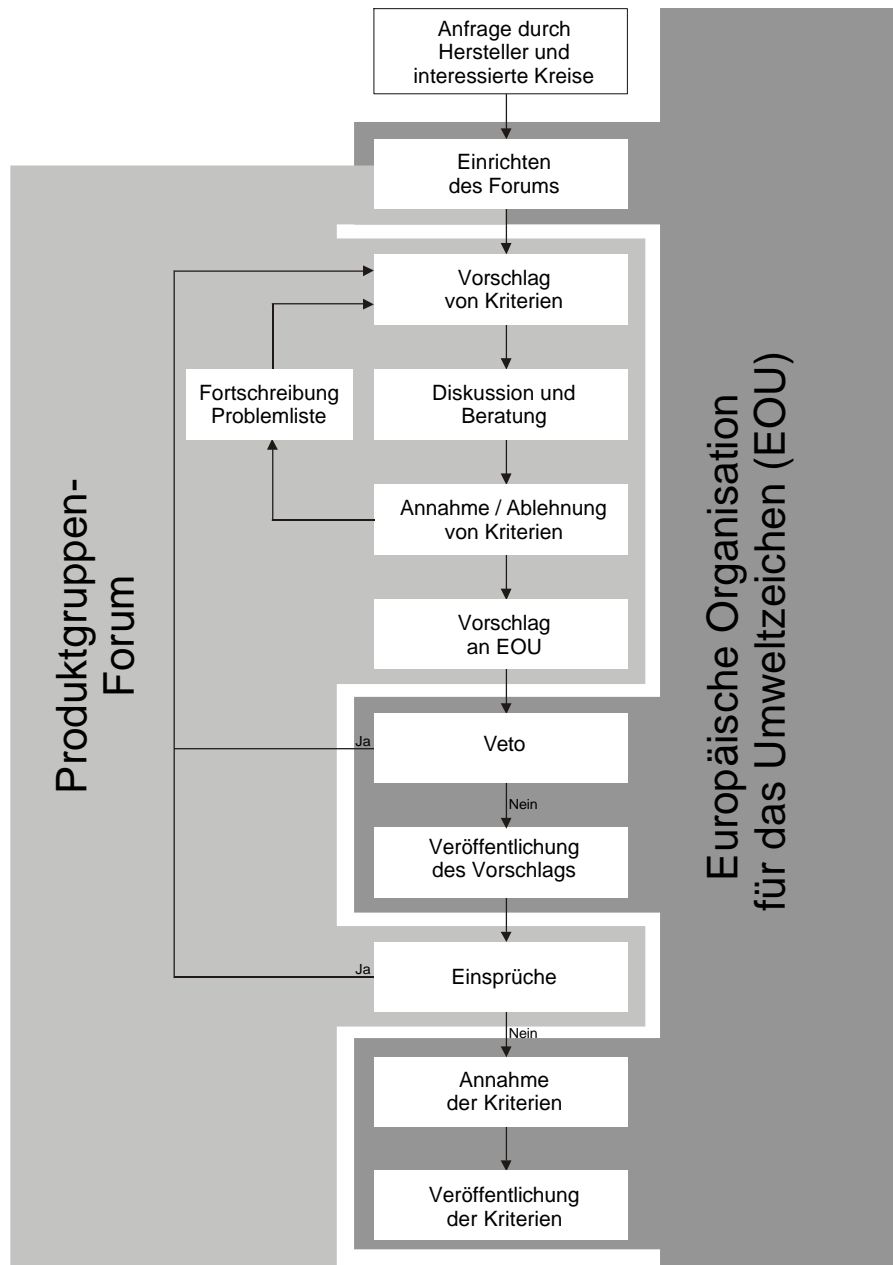 Anfrage durch
Hersteller und
interessierte Kreise
Einrichten
des Forums
Vorschlag
von Kriterien
Fortschreibung
Problemliste
Diskussion und
Beratung
Annahme / Ablehnung
von Kriterien
Vorschlag
an EOU
Ja
Veto
Nein
Veröffentlichung
des Vorschlags
Ja
Einsprüche
Nein
Annahme
der Kriterien
Veröffentlichung
der Kriterien
Produktgruppen-
Forum
Europäische Organisation
für das Umweltzeichen (EOU)